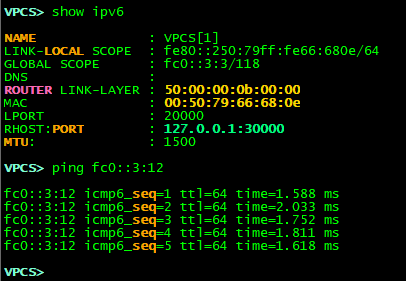 VPCS> show ipv6
NAME : VPCS[1]
LINK-LOCAL SCOPE : fe80::250:79ff:fe66:680e/64
GLOBAL SCOPE : fc0::3:3/118
DNS :
ROUTER LINK-LAYER : 50:00:00:0b:00:00
MAC : 00:50:79:66:68:0e
LPORT : 20000
RHOST:PORT : 127.0.0.1:30000
MTU: : 1500
VPCS> ping fc0::3:12
fc0::3:12 icmp6_seq=1 ttl=64 time=1.588 ms
fc0::3:12 icmp6_seq=2 ttl=64 time=2.033 ms
fc0::3:12 icmp6_seq=3 ttl=64 time=1.752 ms
fc0::3:12 icmp6_seq=4 ttl=64 time=1.811 ms
fc0::3:12 icmp6_seq=5 ttl=64 time=1.618 ms
VPCS>